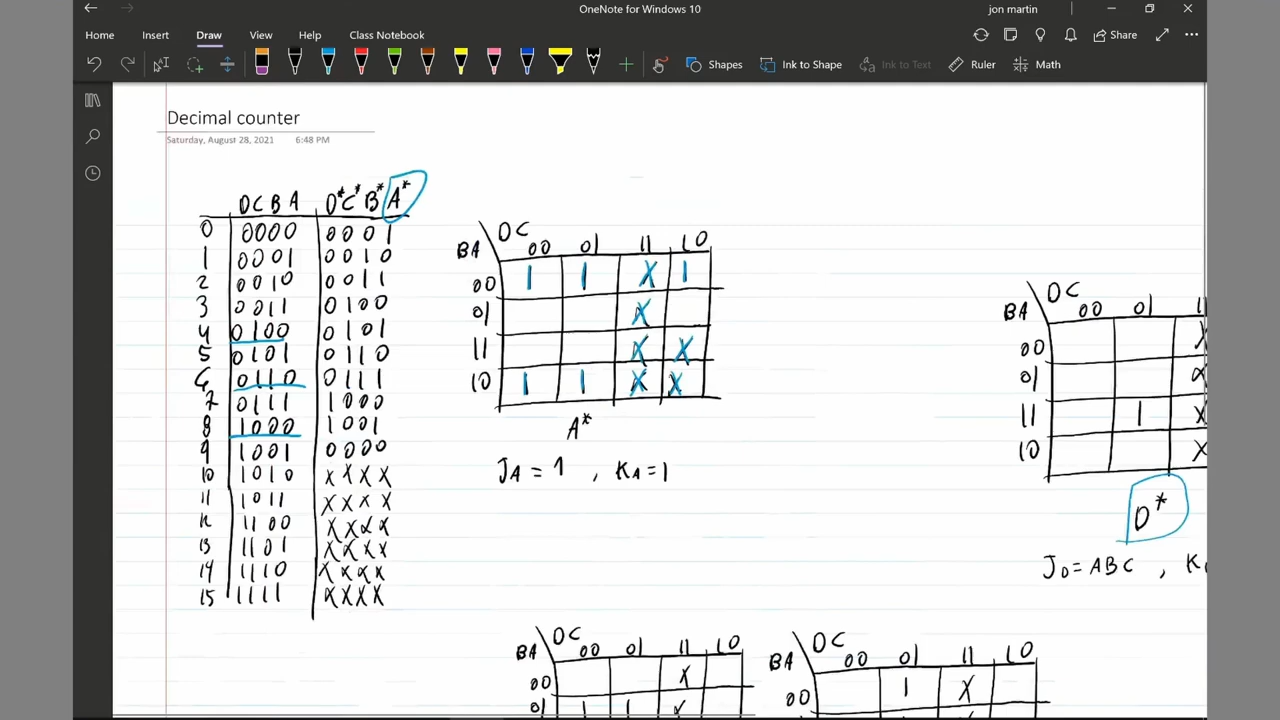 OneNote for Windows 10
jon martin
Home Insert Draw View Help Class Notebook
Share
Shapes Ink to Shape Ink to Text Ruler Math
Decimal counter
Saturday, August 28, 2021 6:48 PM
DCBA D*C*B*A*
0 0000 0001
1 0001 0010
2 0010 0011
3 0011 0100
4 0100 0101
5 0101 0110
6 0110 0111
7 0111 1000
8 1000 1001
9 1001 0000
10 1010 XXXX
11 1011 XXXX
12 1100 XXXX
13 1101 XXXX
14 1110 XXXX
15 1111 XXXX
DC
BA 00 01 11 10
00 1 1 X 1
01 X
11 X X
10 1 1 X X
A*
JA = 1 , KA = 1
DC
BA 00 01 11
00 X
01 X
11 1 X
10 X
D*
JD = ABC , K
DC
BA 00 01 11 10
00 X
01 1 1 X
DC
BA 00 01 11 10
00 1 X